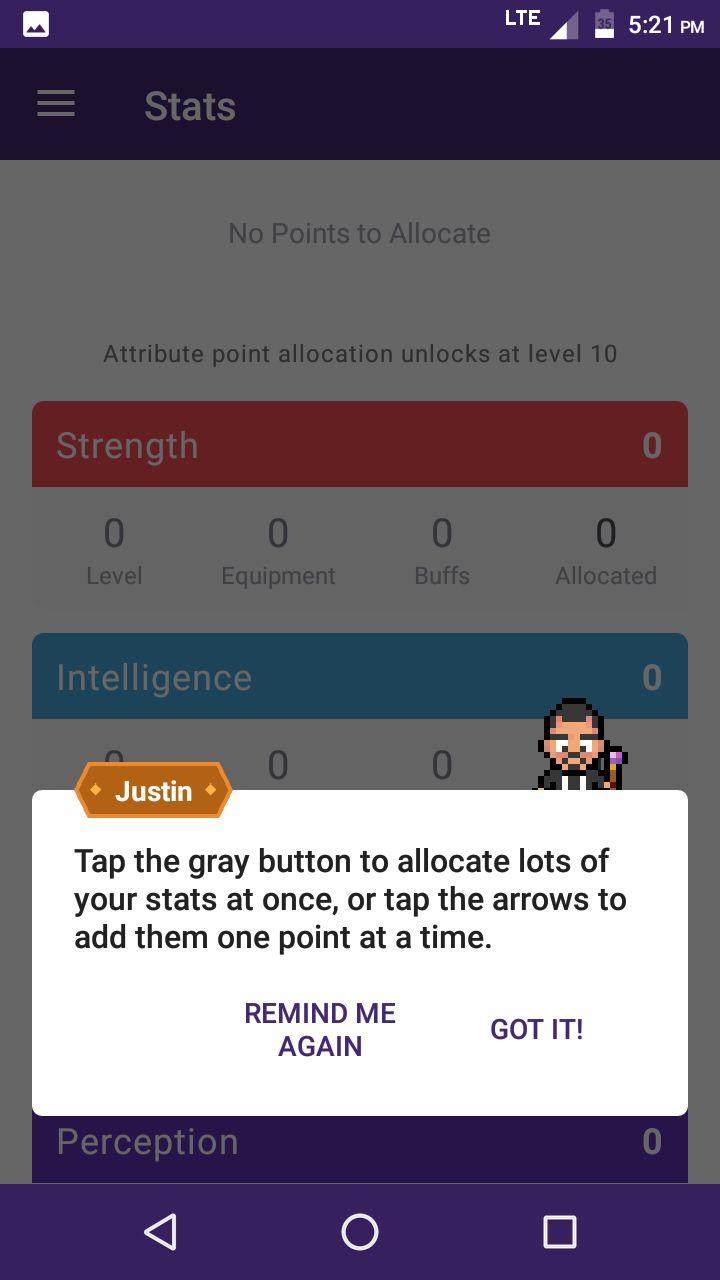 LTE 35 5:21 PM
Stats
No Points to Allocate
Attribute point allocation unlocks at level 10
Strength 0
0 0 0 0
Level Equipment Buffs Allocated
Intelligence 0
0 0 0
Justin
Tap the gray button to allocate lots of
your stats at once, or tap the arrows to
add them one point at a time.
REMIND ME
AGAIN
GOT IT!
Perception 0